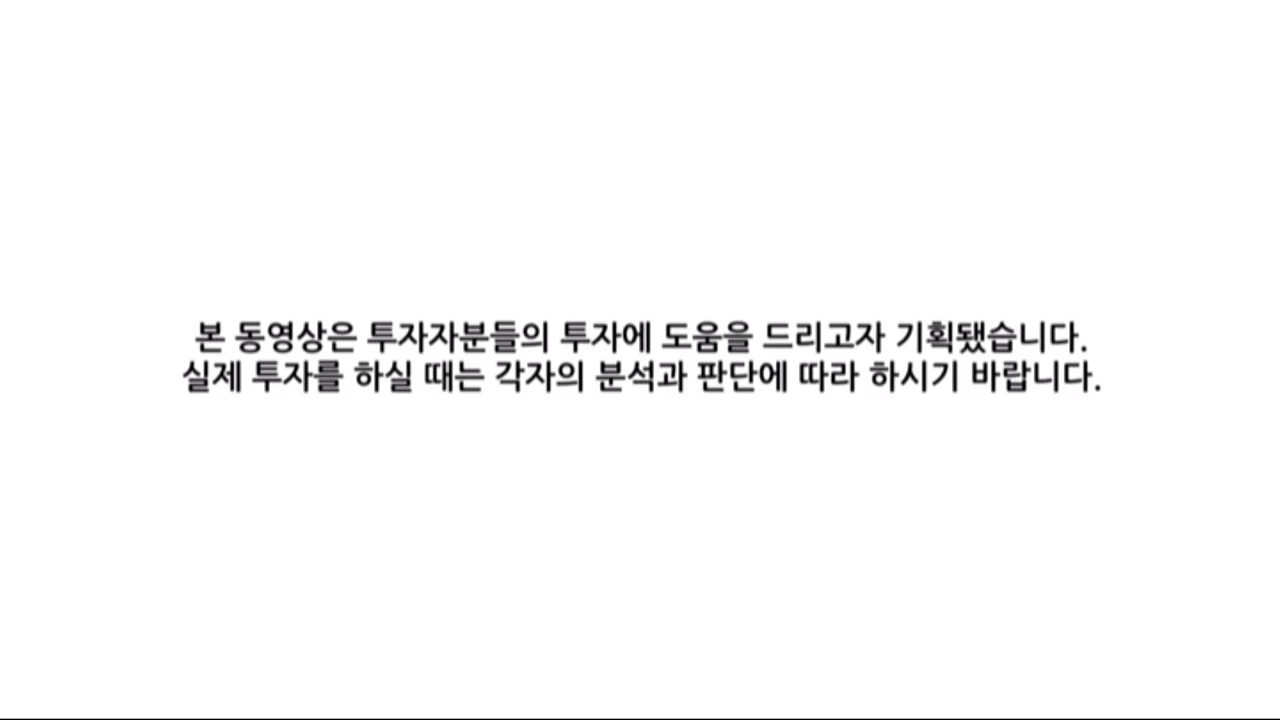 본 동영상은 투자자분들의 투자에 도움을 드리고자 기획됐습니다.
실제 투자를 하실 때는 각자의 분석과 판단에 따라 하시기 바랍니다.